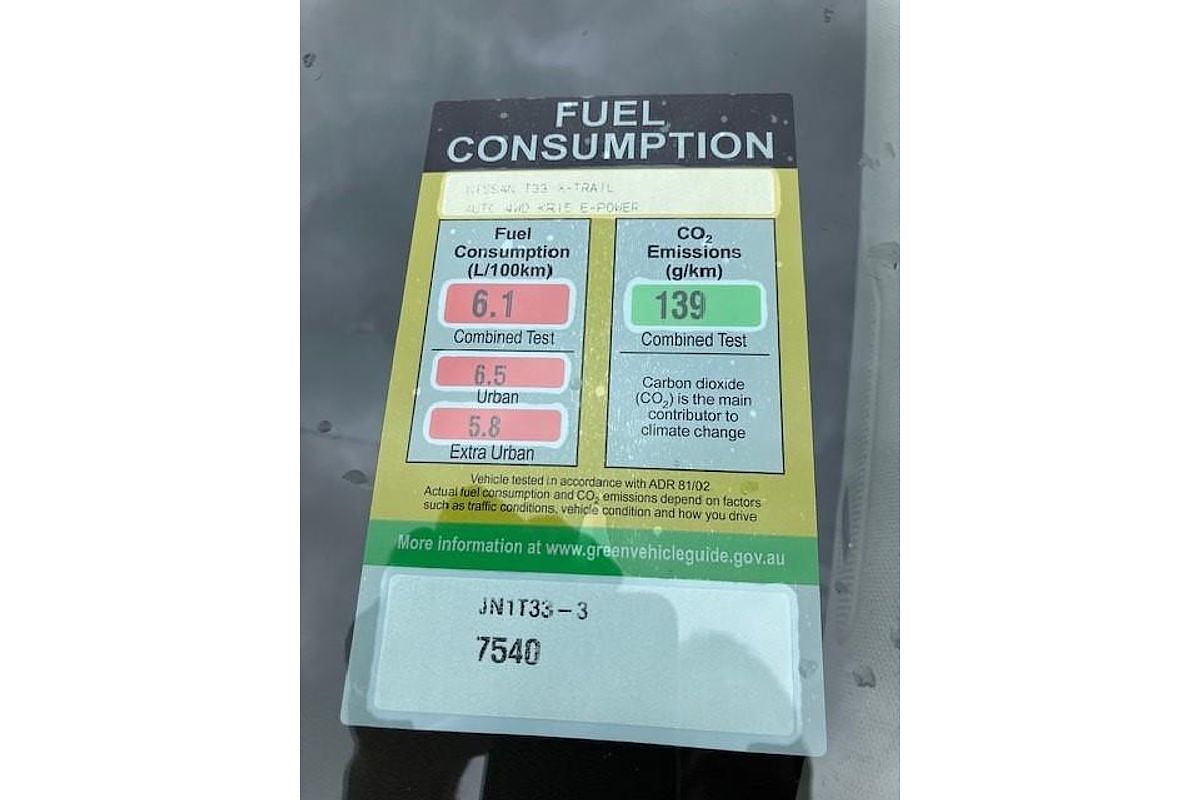 FUEL
CONSUMPTION
NISSAN T33 X-TRAIL
AUTO 4WD KR15 E-POWER
Fuel
Consumption
(L/100km)
6.1
Combined Test
6.5
Urban
5.8
Extra Urban
CO₂
Emissions
(g/km)
139
Combined Test
Carbon dioxide
(CO₂) is the main
contributor to
climate change
Vehicle tested in accordance with ADR 81/02
Actual fuel consumption and CO₂ emissions depend on factors
such as traffic conditions, vehicle condition and how you drive
More information at www.greenvehicleguide.gov.au
JN1T33-3
7540